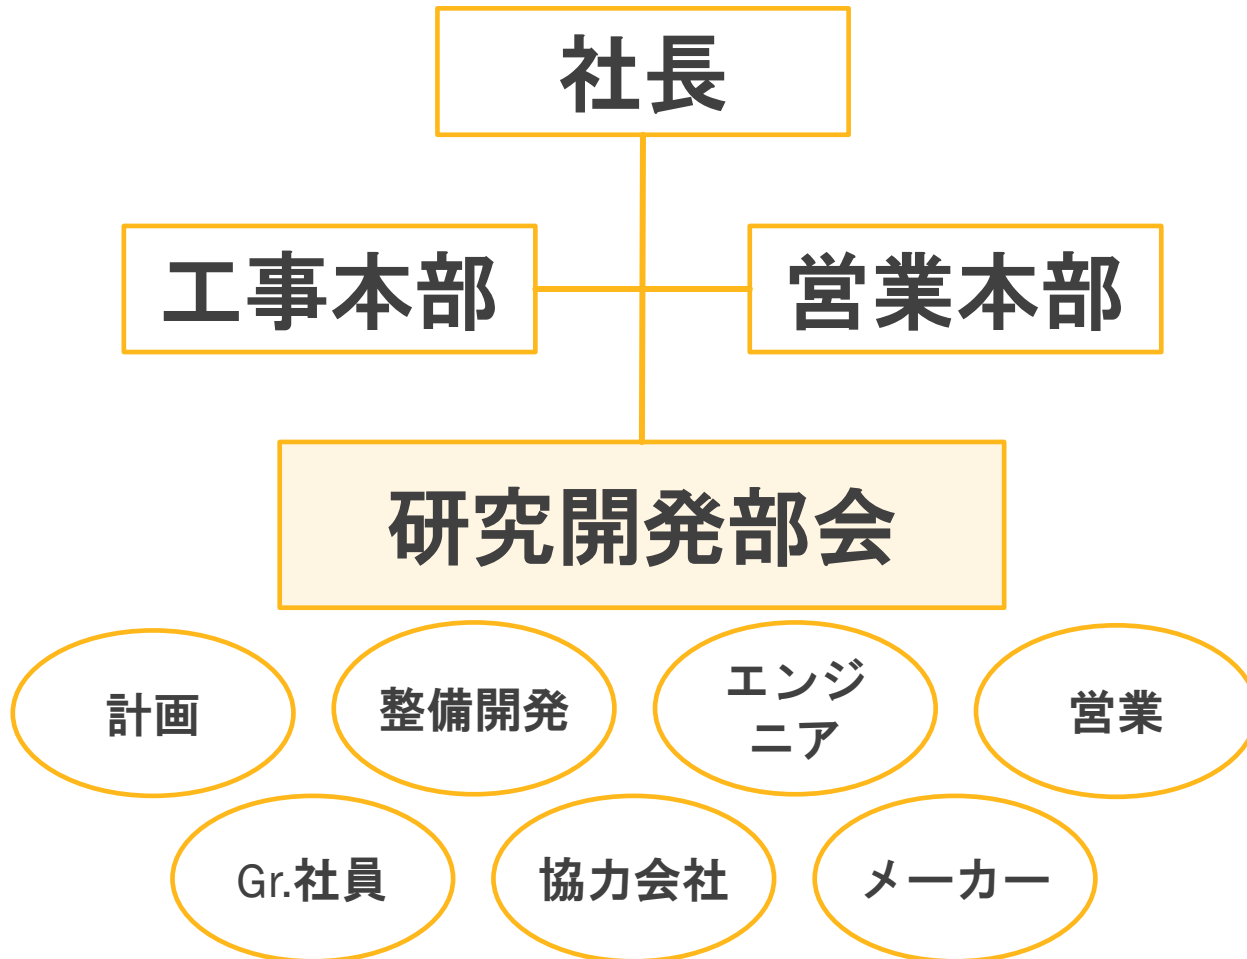 社長
工事本部
営業本部
研究開発部会
計画
整備開発
エンジ
ニア
営業
Gr.社員
協力会社
メーカー